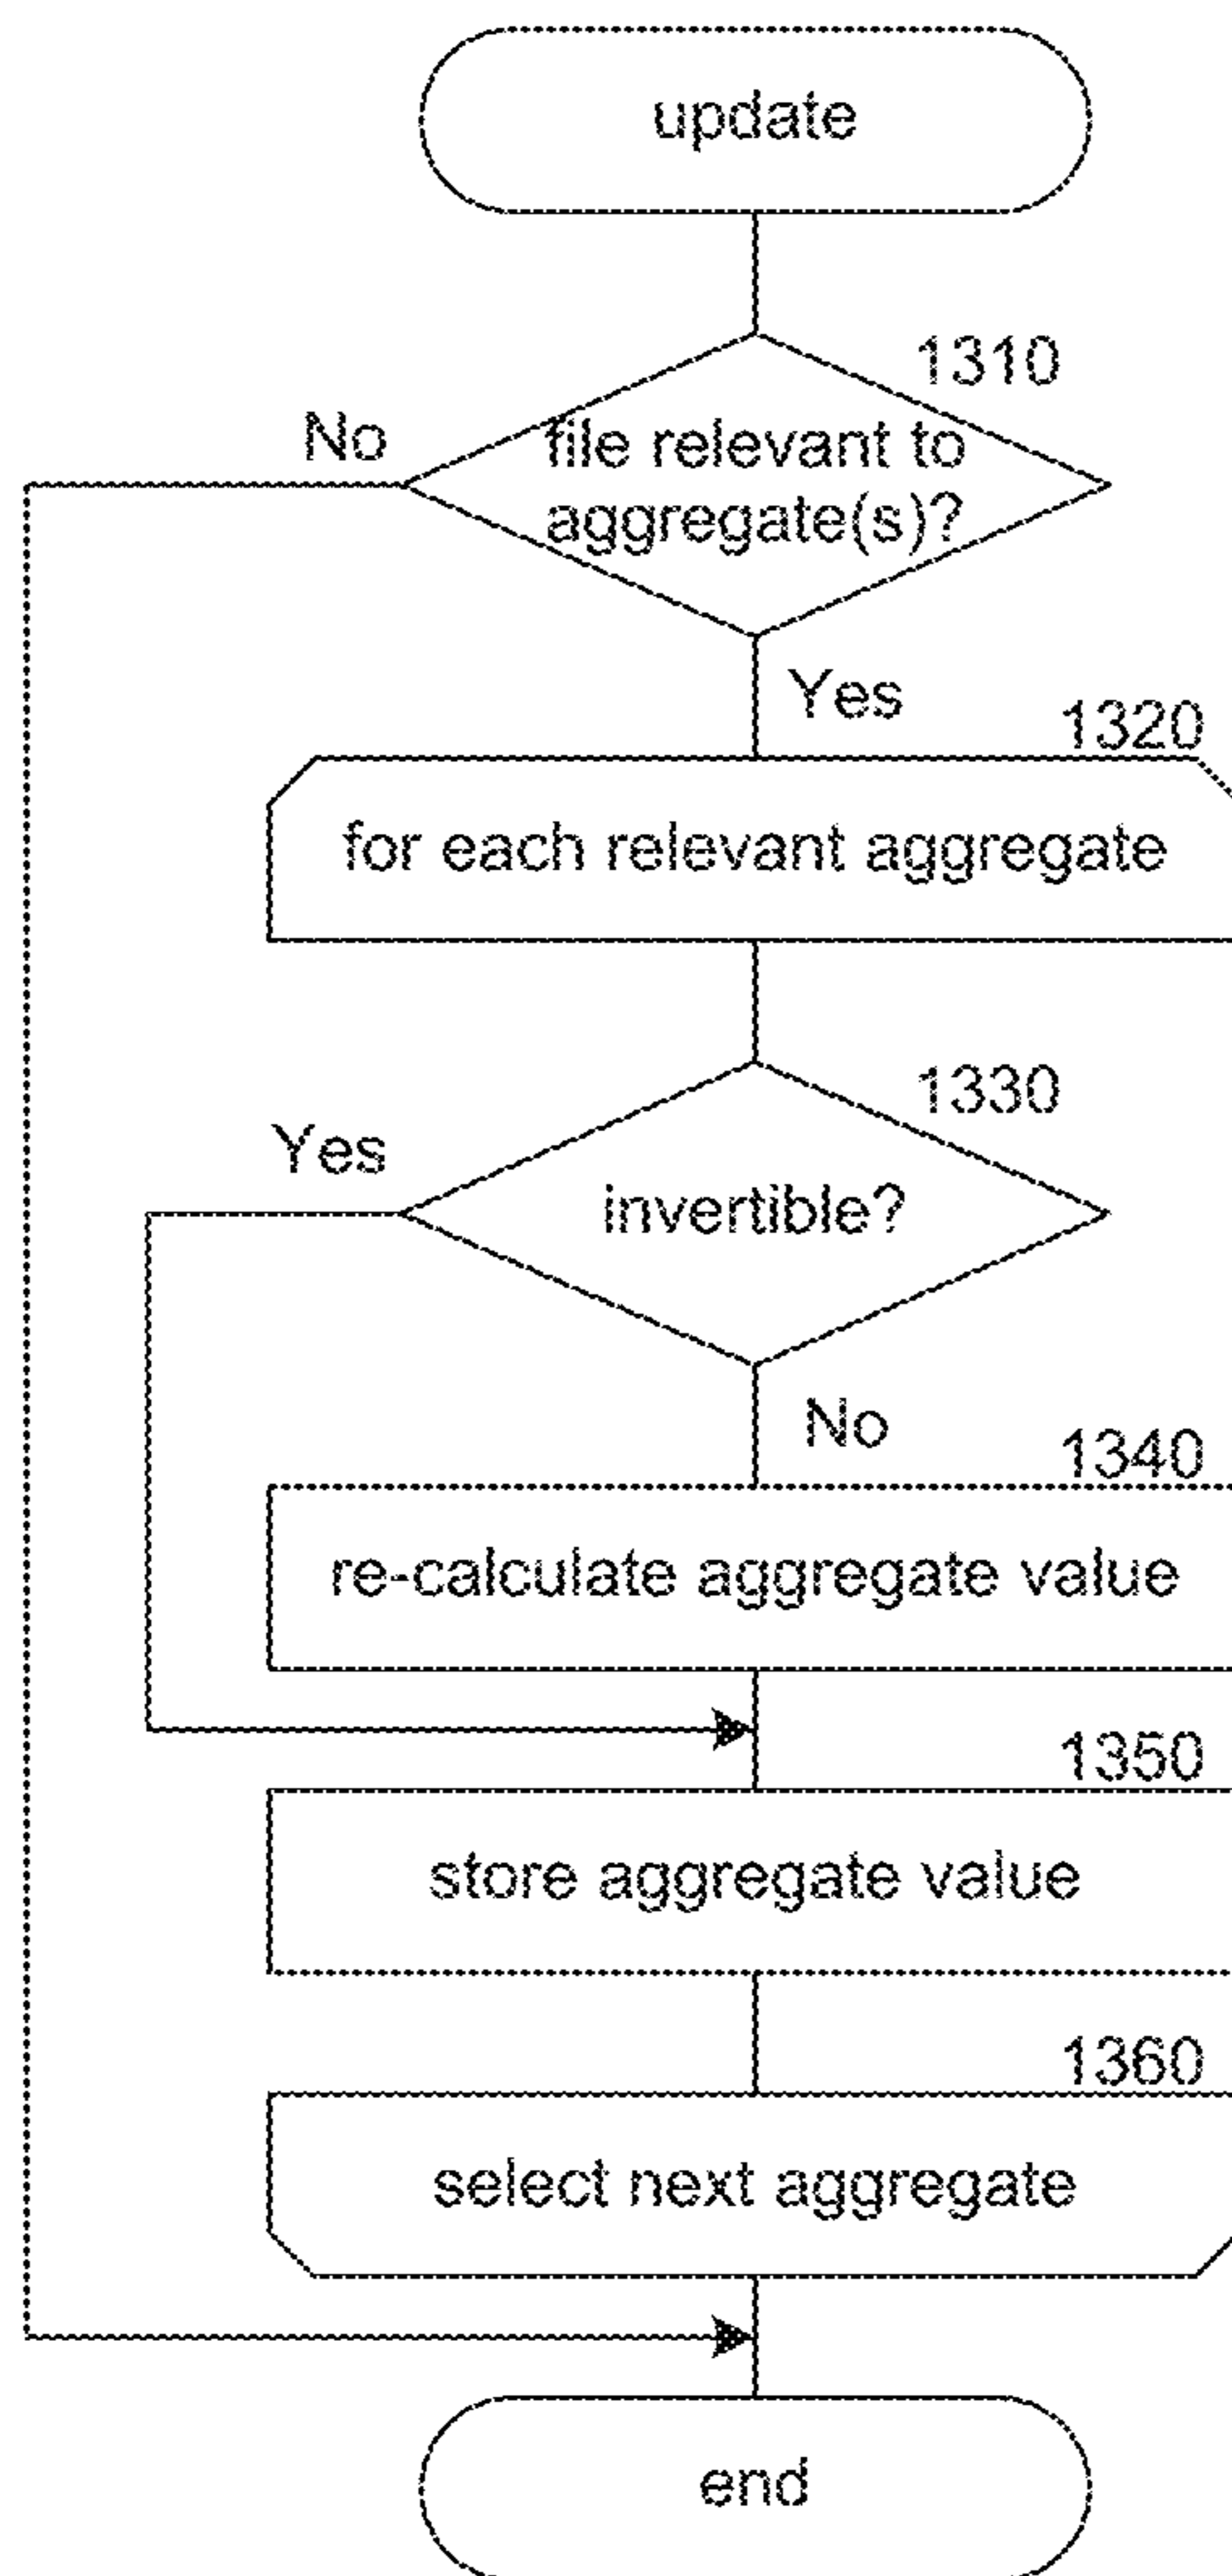 update
1310
No
file relevant to
aggregate(s)?
Yes
1320
for each relevant aggregate
1330
Yes
invertible?
No
1340
re-calculate aggregate value
1350
store aggregate value
1360
select next aggregate
end